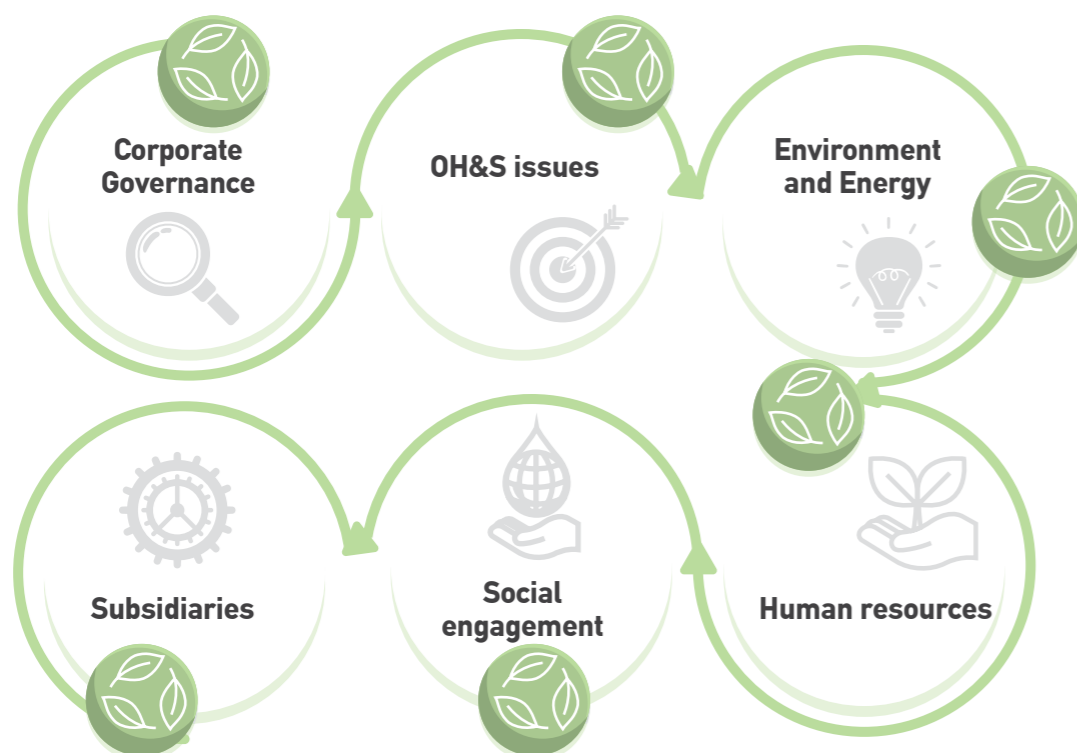 Corporate
Governance
OH&S issues
Environment
and Energy
Subsidiaries
Social
engagement
Human resources